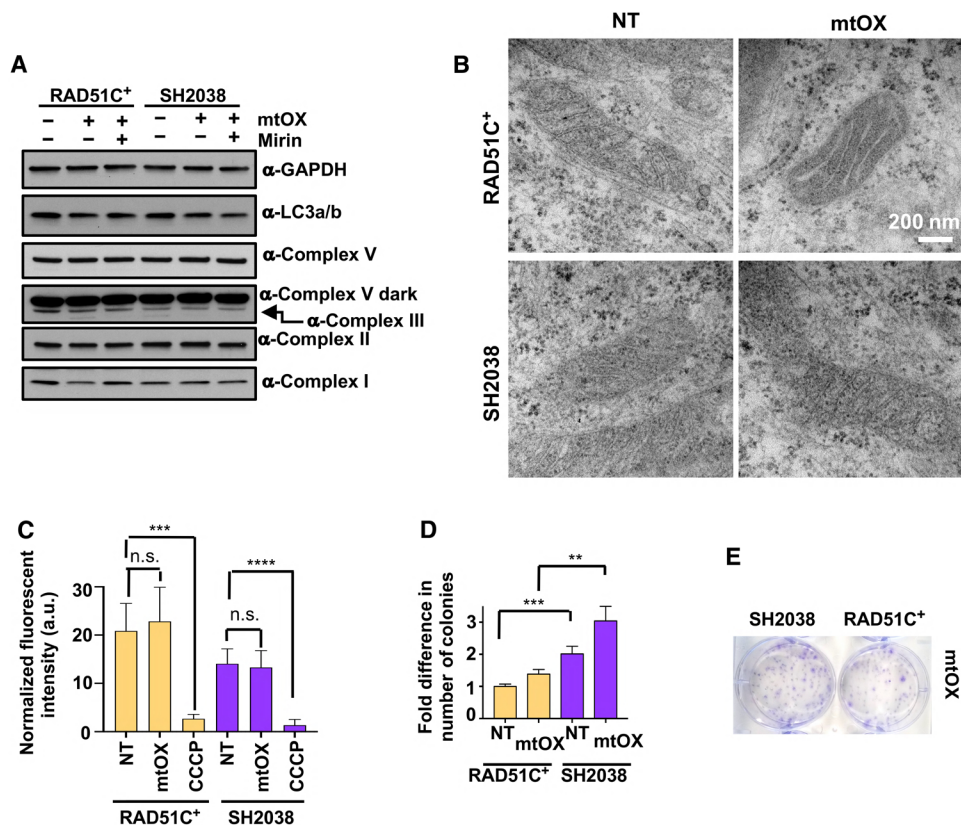 A
RAD51C+ SH2038
– + + – + + mtOX
– – + – – + Mirin
α-GAPDH
α-LC3a/b
α-Complex V
α-Complex V dark
α-Complex III
α-Complex II
α-Complex I
B
NT mtOX
RAD51C+
200 nm
SH2038
C
Normalized fluorescent
intensity (a.u.)
***
n.s.
****
n.s.
30
20
10
0
NT mtOX CCCP NT mtOX CCCP
RAD51C+ SH2038
D
Fold difference in
number of colonies
**
***
4
3
2
1
0
NT mtOX NT mtOX
RAD51C+ SH2038
E
SH2038 RAD51C+
mtOX